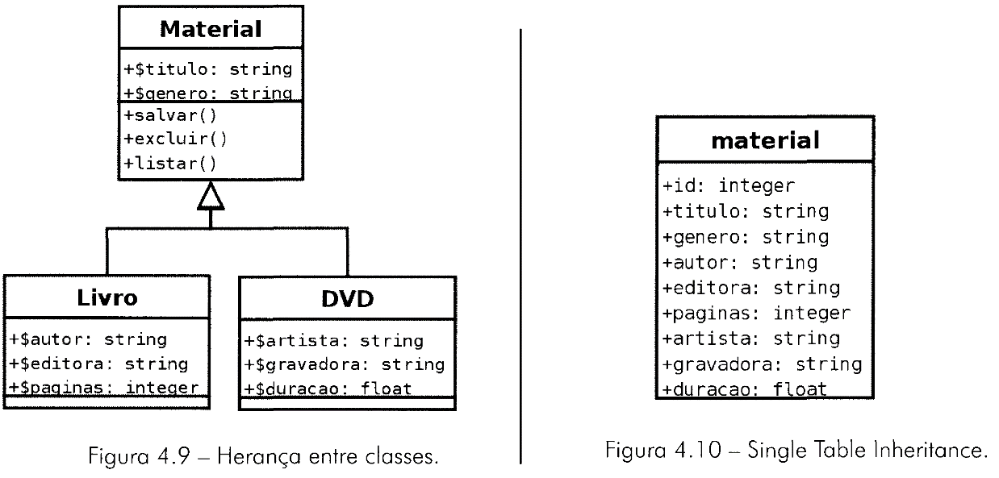 Material
+$titulo: string
+$genero: string
+salvar()
+excluir()
+listar()
Livro
+$autor: string
+$editora: string
+$paginas: integer
DVD
+$artista: string
+$gravadora: string
+$duracao: float
Figura 4.9 – Herança entre classes.
material
+id: integer
+titulo: string
+genero: string
+autor: string
+editora: string
+paginas: integer
+artista: string
+gravadora: string
+duracao: float
Figura 4.10 – Single Table Inheritance.